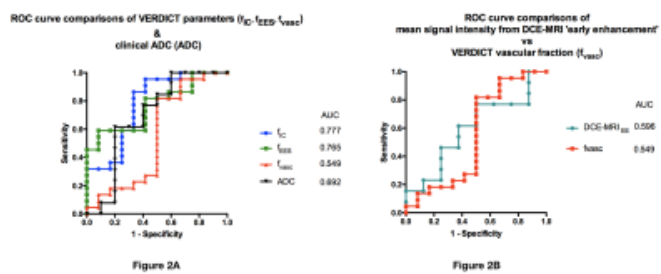 ROC curve comparisons of VERDICT parameters (fIC, fEES, fvasc)
&
clinical ADC (ADC)
1.0
0.8
0.6
0.4
0.2
0.0
Sensitivity
0.0 0.2 0.4 0.6 0.8 1.0
1 - Specificity
AUC
fIC 0.777
fEES 0.765
fvasc 0.549
ADC 0.692
Figure 2A
ROC curve comparisons of
mean signal intensity from DCE-MRI 'early enhancement'
vs
VERDICT vascular fraction (fvasc)
1.0
0.8
0.6
0.4
0.2
0.0
Sensitivity
0.0 0.2 0.4 0.6 0.8 1.0
1 - Specificity
AUC
DCE-MRI EE 0.596
fvasc 0.549
Figure 2B